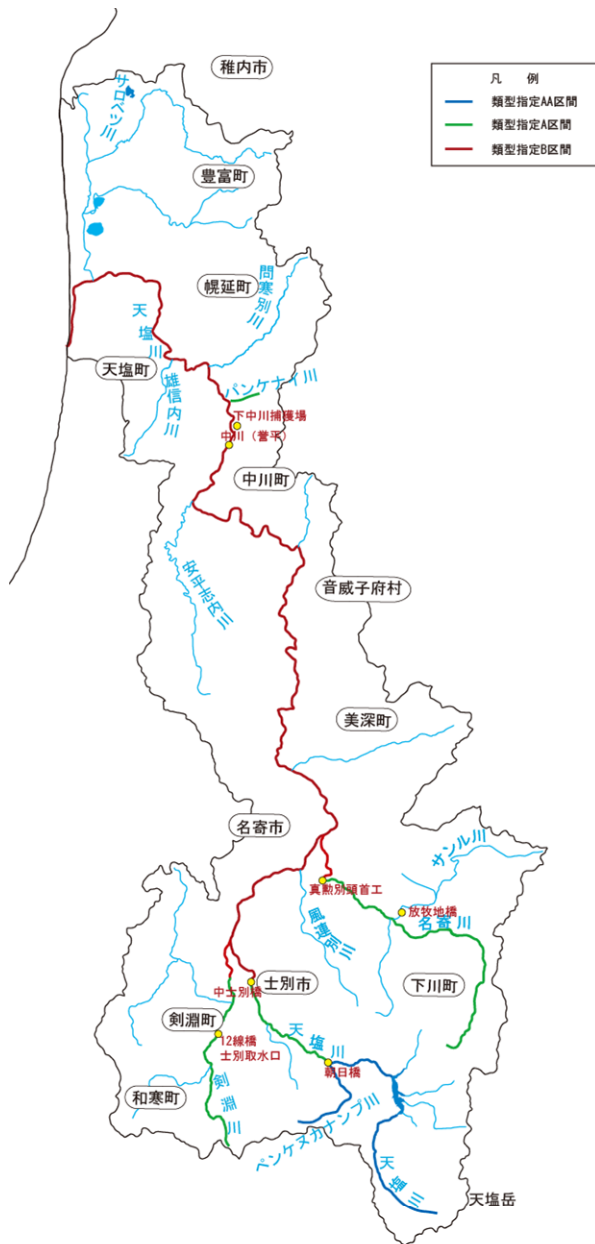 稚内市
凡 例
類型指定AA区間
類型指定A区間
類型指定B区間
サロベツ川
豊富町
幌延町
問寒別川
天塩川
天塩町
雄信内川
パンケナイ川
下中川捕獲場
中川(誉平)
中川町
安平志内川
音威子府村
美深町
名寄市
サンル川
真勲別頭首工
放牧地橋
名寄川
風連別川
下川町
士別市
中士別橋
剣淵町
12線橋
士別取水口
天塩川
朝日橋
剣淵川
和寒町
ペンケヌカナンプ川
天塩川
天塩岳